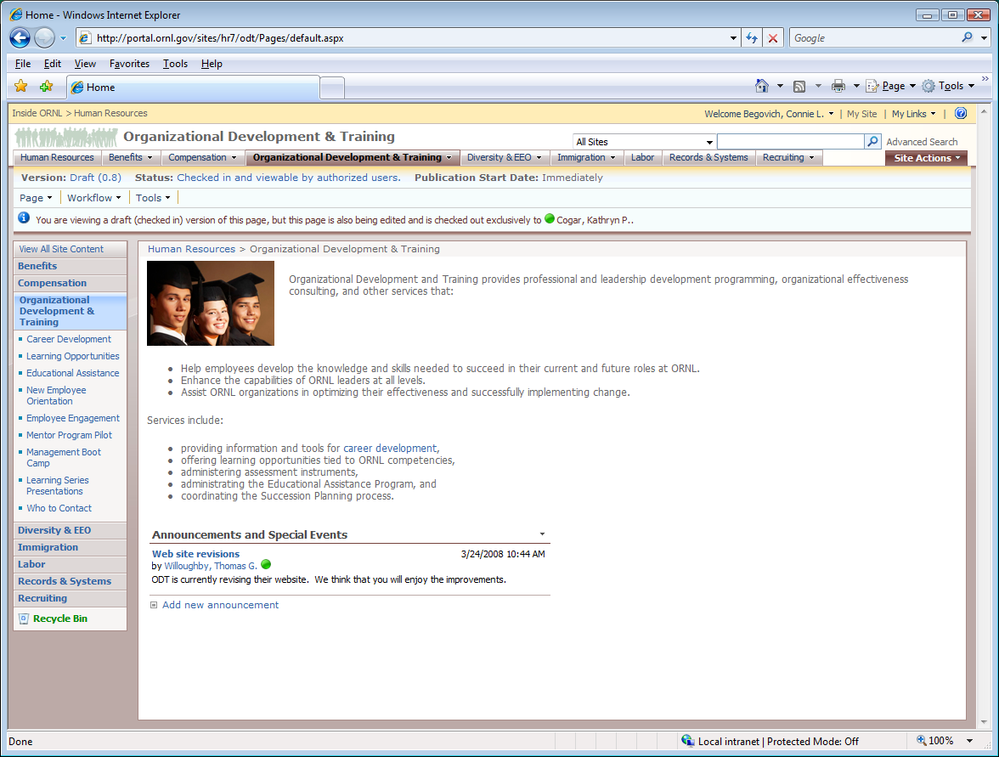 Home - Windows Internet Explorer
http://portal.ornl.gov/sites/hr7/odt/Pages/default.aspx
Google
File Edit View Favorites Tools Help
Home
Page Tools »
Inside ORNL > Human Resources
Welcome Begovich, Connie L. | My Site | My Links |
Organizational Development & Training
All Sites
Advanced Search
Human Resources Benefits Compensation Organizational Development & Training Diversity & EEO Immigration Labor Records & Systems Recruiting
Site Actions
Version: Draft (0.8) Status: Checked in and viewable by authorized users. Publication Start Date: Immediately
Page Workflow Tools
You are viewing a draft (checked in) version of this page, but this page is also being edited and is checked out exclusively to Cogar, Kathryn P..
View All Site Content
Benefits
Compensation
Organizational
Development &
Training
Career Development
Learning Opportunities
Educational Assistance
New Employee
Orientation
Employee Engagement
Mentor Program Pilot
Management Boot
Camp
Learning Series
Presentations
Who to Contact
Diversity & EEO
Immigration
Labor
Records & Systems
Recruiting
Recycle Bin
Human Resources > Organizational Development & Training
Organizational Development and Training provides professional and leadership development programming, organizational effectiveness
consulting, and other services that:
• Help employees develop the knowledge and skills needed to succeed in their current and future roles at ORNL.
• Enhance the capabilities of ORNL leaders at all levels.
• Assist ORNL organizations in optimizing their effectiveness and successfully implementing change.
Services include:
• providing information and tools for career development,
• offering learning opportunities tied to ORNL competencies,
• administering assessment instruments,
• administrating the Educational Assistance Program, and
• coordinating the Succession Planning process.
Announcements and Special Events
Web site revisions 3/24/2008 10:44 AM
by Willoughby, Thomas G.
ODT is currently revising their website. We think that you will enjoy the improvements.
Add new announcement
Done
Local intranet | Protected Mode: Off
100%